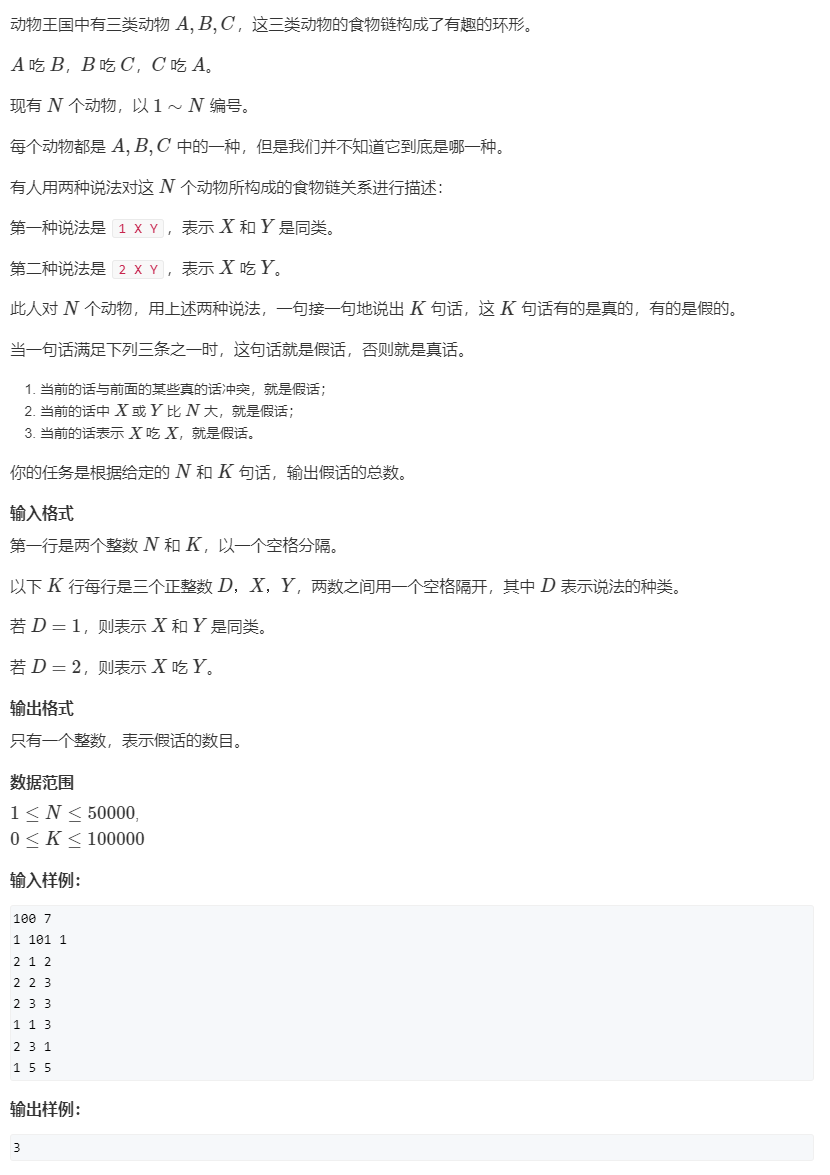 动物王国中有三类动物 A, B, C，这三类动物的食物链构成了有趣的环形。
A 吃 B，B 吃 C，C 吃 A。
现有 N 个动物，以 1 ∼ N 编号。
每个动物都是 A, B, C 中的一种，但是我们并不知道它到底是哪一种。
有人用两种说法对这 N 个动物所构成的食物链关系进行描述：
第一种说法是 1 X Y，表示 X 和 Y 是同类。
第二种说法是 2 X Y，表示 X 吃 Y。
此人对 N 个动物，用上述两种说法，一句接一句地说出 K 句话，这 K 句话有的是真的，有的是假的。
当一句话满足下列三条之一时，这句话就是假话，否则就是真话。
1. 当前的话与前面的某些真的话冲突，就是假话；
2. 当前的话中 X 或 Y 比 N 大，就是假话；
3. 当前的话表示 X 吃 X，就是假话。
你的任务是根据给定的 N 和 K 句话，输出假话的总数。
输入格式
第一行是两个整数 N 和 K，以一个空格分隔。
以下 K 行每行是三个正整数 D，X，Y，两数之间用一个空格隔开，其中 D 表示说法的种类。
若 D = 1，则表示 X 和 Y 是同类。
若 D = 2，则表示 X 吃 Y。
输出格式
只有一个整数，表示假话的数目。
数据范围
1 ≤ N ≤ 50000,
0 ≤ K ≤ 100000
输入样例：
100 7
1 101 1
2 1 2
2 2 3
2 3 3
1 1 3
2 3 1
1 5 5
输出样例：
3